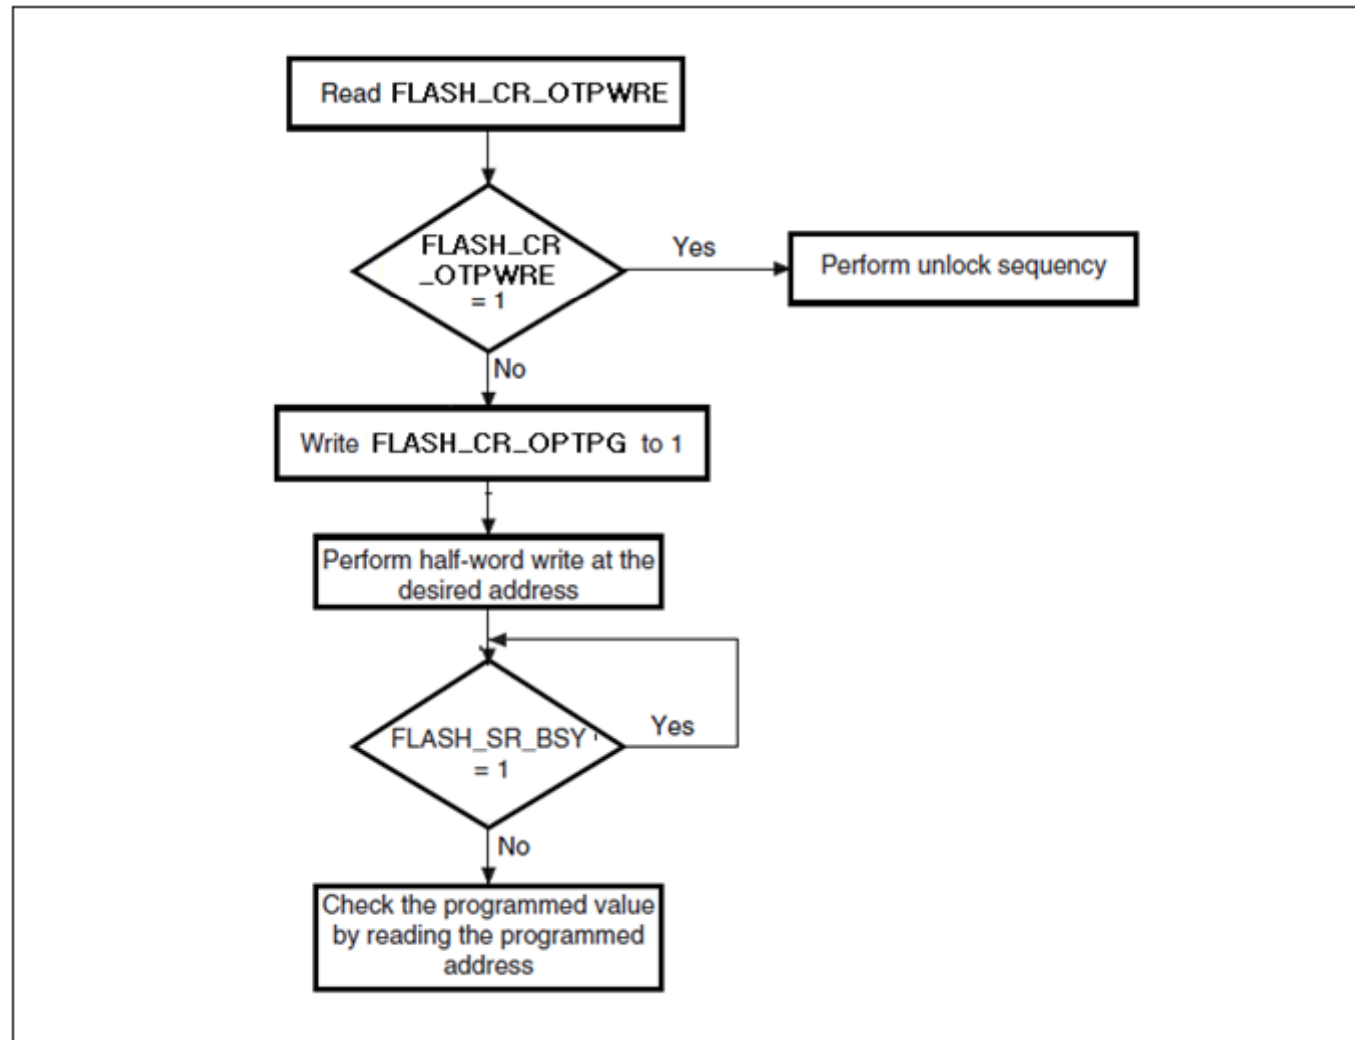 Read FLASH_CR_OTPWRE
FLASH_CR
_OTPWRE
= 1
Yes
Perform unlock sequency
No
Write FLASH_CR_OPTPG to 1
Perform half-word write at the
desired address
FLASH_SR_BSY
= 1
Yes
No
Check the programmed value
by reading the programmed
address